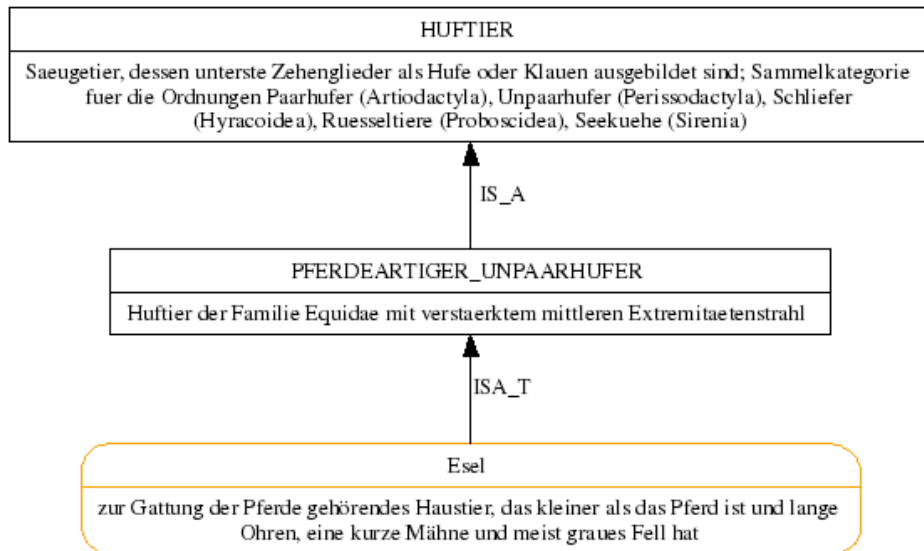 HUFTIER
Saeugetier, dessen unterste Zehenglieder als Hufe oder Klauen ausgebildet sind; Sammelkategorie
fuer die Ordnungen Paarhufer (Artiodactyla), Unpaarhufer (Perissodactyla), Schliefer
(Hyracoidea), Ruesseltiere (Proboscidea), Seekuehe (Sirenia)
IS_A
PFERDEARTIGER_UNPAARHUFER
Huftier der Familie Equidae mit verstaerktem mittleren Extremitaetenstrahl
ISA_T
Esel
zur Gattung der Pferde gehörendes Haustier, das kleiner als das Pferd ist und lange
Ohren, eine kurze Mähne und meist graues Fell hat